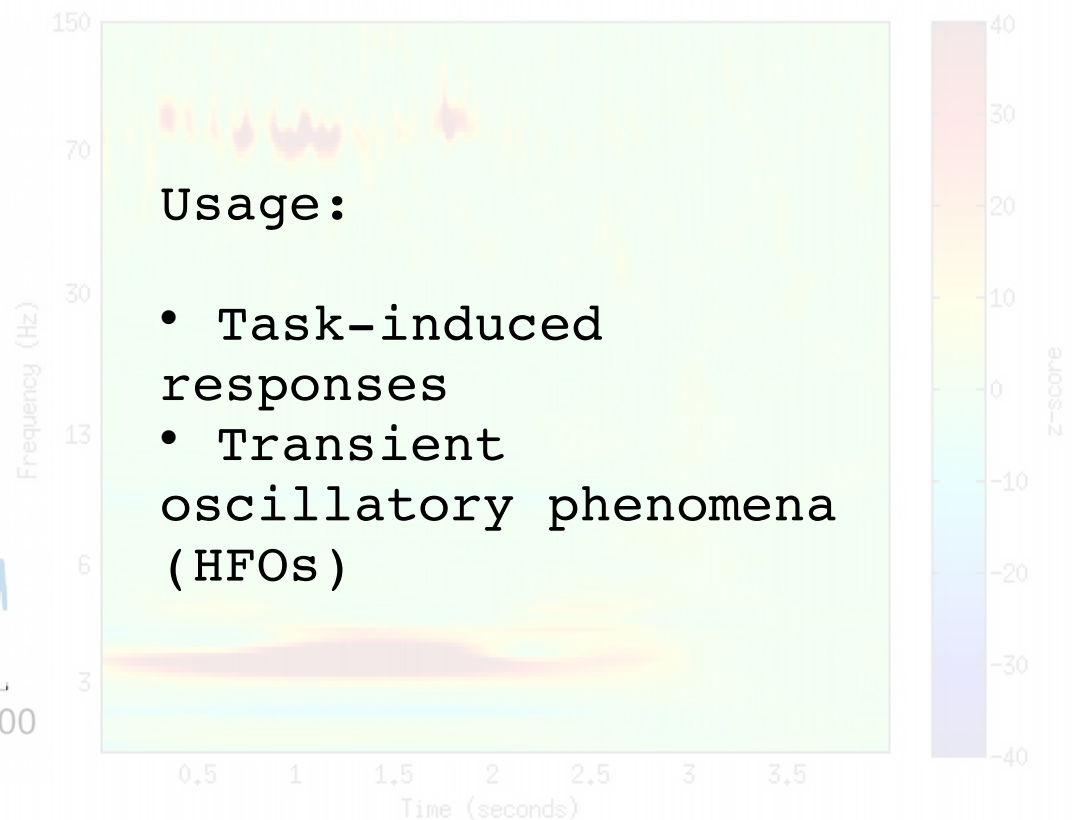 150
70
30
13
6
3
Frequency (Hz)
Usage:
• Task-induced
responses
• Transient
oscillatory phenomena
(HFOs)
0.5 1 1.5 2 2.5 3 3.5
Time (seconds)
40
30
20
10
0
-10
-20
-30
-40
z-score
00